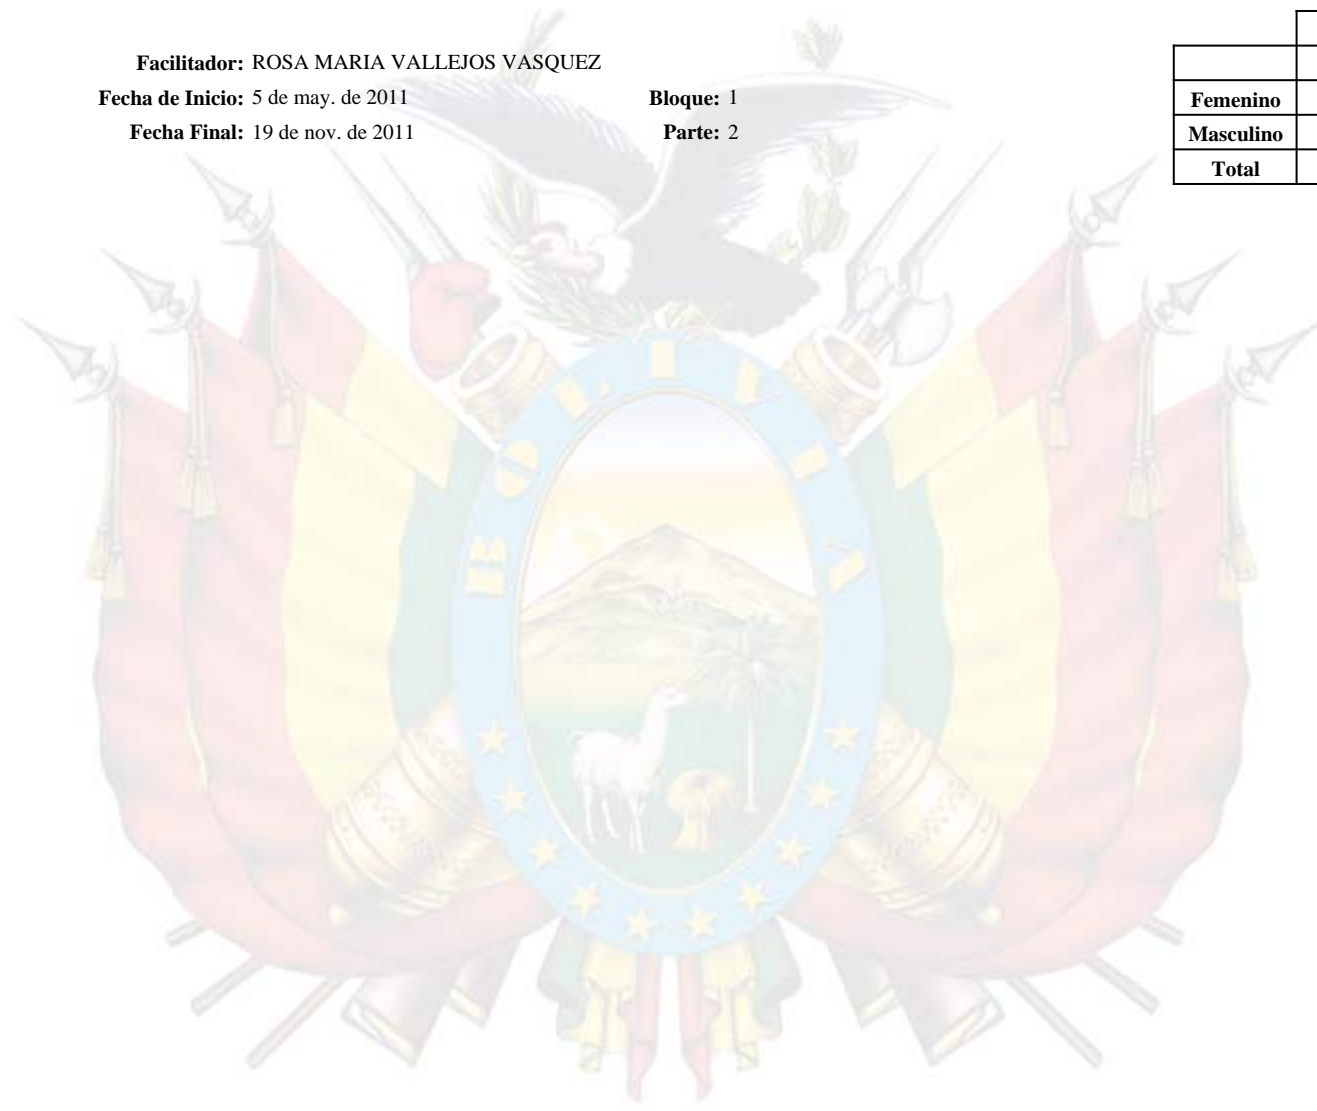 Facilitador: ROSA MARIA VALLEJOS VASQUEZ
Fecha de Inicio: 5 de may. de 2011 Bloque: 1
Fecha Final: 19 de nov. de 2011 Parte: 2
Femenino
Masculino
Total
BOLIVIA